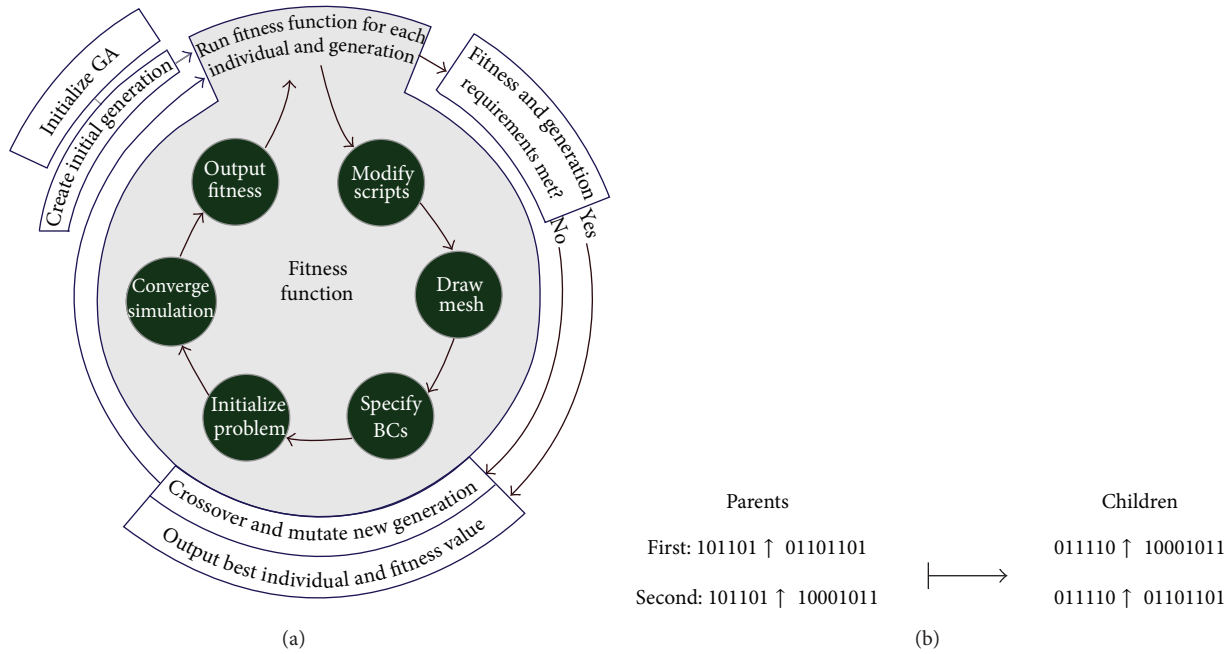 Initialize GA
Create initial generation
Run fitness function for each
individual and generation
Fitness and generation
requirements met?
No
Yes
Output
fitness
Modify
scripts
Converge
simulation
Fitness
function
Draw
mesh
Initialize
problem
Specify
BCs
Crossover and mutate new generation
Output best individual and fitness value
(a)
Parents
Children
First: 101101 ↑ 01101101
011110 ↑ 10001011
Second: 101101 ↑ 10001011
011110 ↑ 01101101
(b)